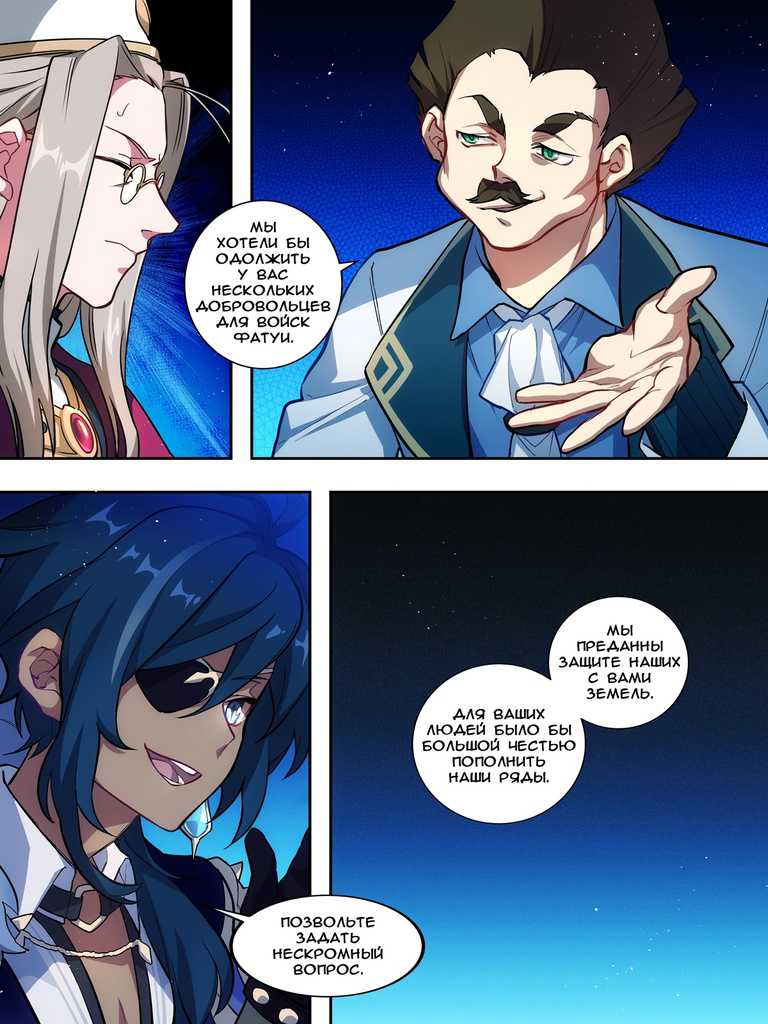 МЫ
ХОТЕЛИ БЫ
ОДОЛЖИТЬ
У ВАС
НЕСКОЛЬКИХ
ДОБРОВОЛЬЦЕВ
ДЛЯ ВОЙСК
ФАТУИ.
МЫ
ПРЕДАННЫ
ЗАЩИТЕ НАШИХ
С ВАМИ
ЗЕМЕЛЬ.
ДЛЯ ВАШИХ
ЛЮДЕЙ БЫЛО БЫ
БОЛЬШОЙ ЧЕСТЬЮ
ПОПОЛНИТЬ
НАШИ РЯДЫ.
ПОЗВОЛЬТЕ
ЗАДАТЬ
НЕСКРОМНЫЙ
ВОПРОС.